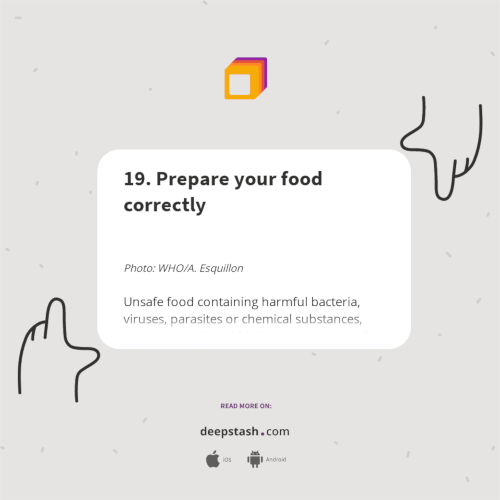 19. Prepare your food
correctly
Photo: WHO/A. Esquillon
Unsafe food containing harmful bacteria,
viruses, parasites or chemical substances,
READ MORE ON:
deepstash.com
iOS
Android